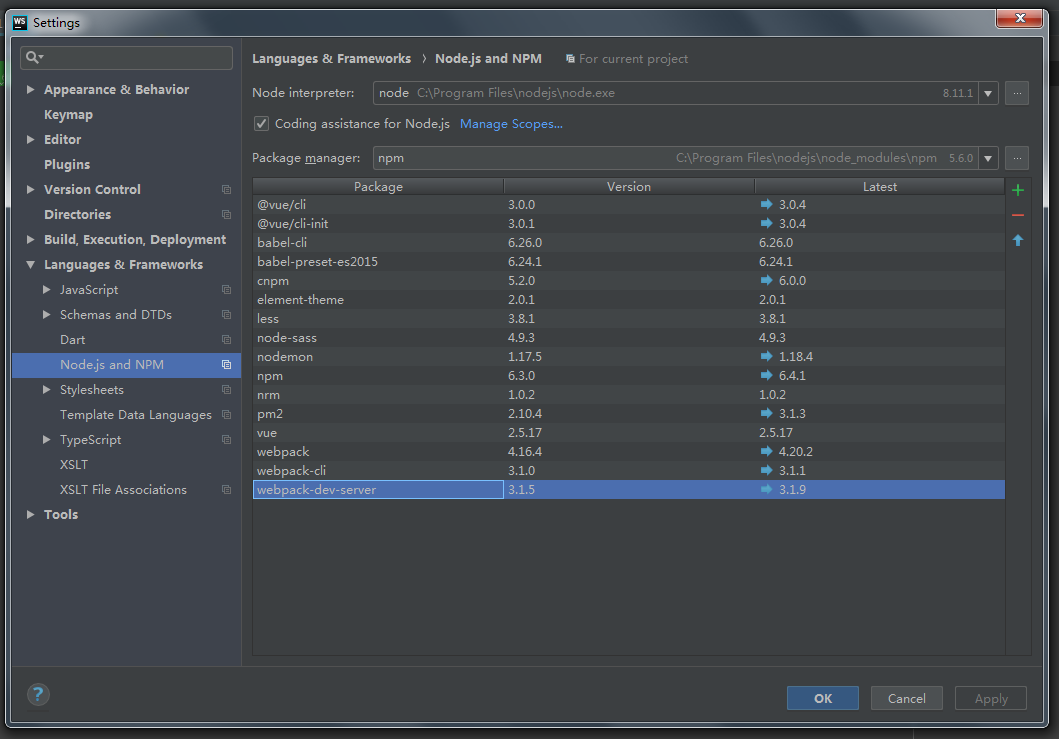 WS Settings
Appearance & Behavior
Keymap
Editor
Plugins
Version Control
Directories
Build, Execution, Deployment
Languages & Frameworks
JavaScript
Schemas and DTDs
Dart
Node.js and NPM
Stylesheets
Template Data Languages
TypeScript
XSLT
XSLT File Associations
Tools
Languages & Frameworks › Node.js and NPM For current project
Node interpreter: node C:\Program Files\nodejs\node.exe 8.11.1 ...
Coding assistance for Node.js Manage Scopes...
Package manager: npm C:\Program Files\nodejs\node_modules\npm 5.6.0 ...
Package Version Latest
@vue/cli 3.0.0 3.0.4
@vue/cli-init 3.0.1 3.0.4
babel-cli 6.26.0 6.26.0
babel-preset-es2015 6.24.1 6.24.1
cnpm 5.2.0 6.0.0
element-theme 2.0.1 2.0.1
less 3.8.1 3.8.1
node-sass 4.9.3 4.9.3
nodemon 1.17.5 1.18.4
npm 6.3.0 6.4.1
nrm 1.0.2 1.0.2
pm2 2.10.4 3.1.3
vue 2.5.17 2.5.17
webpack 4.16.4 4.20.2
webpack-cli 3.1.0 3.1.1
webpack-dev-server 3.1.5 3.1.9
?
OK Cancel Apply